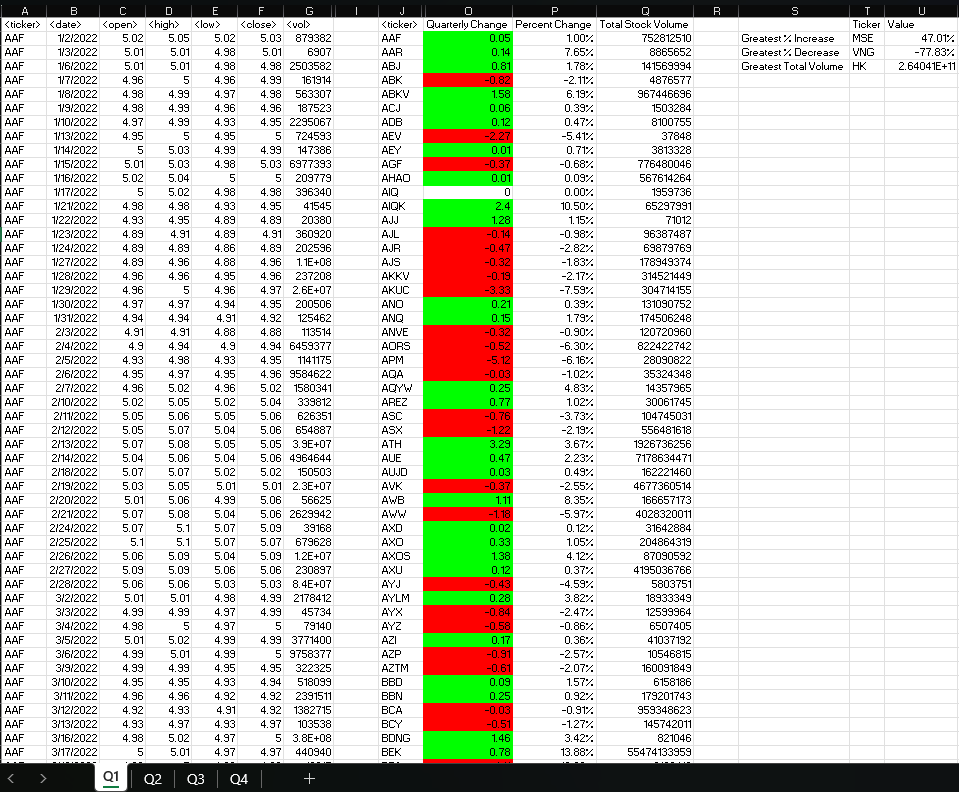 A B C D E F G I J O P Q R S T U
<ticker> <date> <open> <high> <low> <close> <vol> <ticker> Quarterly Change Percent Change Total Stock Volume Ticker Value
AAF 1/2/2022 5.02 5.05 5.02 5.03 879382 AAF 0.05 1.00% 752812510 Greatest % Increase MSE 47.01%
AAF 1/3/2022 5.01 5.01 4.98 5.01 6907 AAR 0.14 7.65% 8865652 Greatest % Decrease VNG -77.83%
AAF 1/6/2022 5.01 5.01 4.98 4.98 2503582 ABJ 0.81 1.78% 141569994 Greatest Total Volume HK 2.64041E+11
AAF 1/7/2022 4.96 5 4.96 4.99 161914 ABK -0.82 -2.11% 4876577
AAF 1/8/2022 4.98 4.99 4.97 4.98 563307 ABKV 1.58 6.19% 967446696
AAF 1/9/2022 4.98 4.99 4.96 4.96 187523 ACJ 0.06 0.39% 1503284
AAF 1/10/2022 4.97 4.99 4.93 4.95 2295067 ADB 0.12 0.47% 8100755
AAF 1/13/2022 4.95 5 4.95 5 724593 AEV -2.27 -5.41% 37848
AAF 1/14/2022 5 5.03 4.99 4.99 147386 AEY 0.01 0.71% 3813328
AAF 1/15/2022 5.01 5.03 4.98 5.03 6977393 AGF -0.37 -0.68% 776480046
AAF 1/16/2022 5.02 5.04 5 5 209779 AHAO 0.01 0.09% 567614264
AAF 1/17/2022 5 5.02 4.98 4.98 396340 AIQ 0 0.00% 1959736
AAF 1/21/2022 4.98 4.98 4.93 4.95 41545 AIQK 2.4 10.50% 65297991
AAF 1/22/2022 4.93 4.95 4.89 4.89 20380 AJJ 1.28 1.15% 71012
AAF 1/23/2022 4.89 4.91 4.89 4.91 360920 AJL -0.14 -0.98% 96387487
AAF 1/24/2022 4.89 4.89 4.86 4.89 202596 AJR -0.47 -2.82% 69879769
AAF 1/27/2022 4.89 4.96 4.88 4.96 1.1E+08 AJS -0.32 -1.83% 178949374
AAF 1/28/2022 4.96 4.96 4.95 4.96 237208 AKKV -0.19 -2.17% 314521449
AAF 1/29/2022 4.96 5 4.96 4.97 2.6E+07 AKUC -3.33 -7.59% 304714155
AAF 1/30/2022 4.97 4.97 4.94 4.95 200506 ANO 0.21 0.39% 131090752
AAF 1/31/2022 4.94 4.94 4.91 4.92 125462 ANQ 0.15 1.79% 174506248
AAF 2/3/2022 4.91 4.91 4.88 4.88 113514 ANVE -0.32 -0.90% 120720960
AAF 2/4/2022 4.9 4.94 4.9 4.94 6459377 AORS -0.52 -6.30% 822422742
AAF 2/5/2022 4.93 4.98 4.93 4.95 1141175 APM -5.12 -6.16% 28090822
AAF 2/6/2022 4.95 4.97 4.95 4.96 9584622 AQA -0.03 -1.02% 35324348
AAF 2/7/2022 4.96 5.02 4.96 5.02 1580341 AQYW 0.25 4.83% 14357965
AAF 2/10/2022 5.02 5.05 5.02 5.04 339812 AREZ 0.77 1.02% 30061745
AAF 2/11/2022 5.05 5.06 5.05 5.06 626351 ASC -0.76 -3.73% 104745031
AAF 2/12/2022 5.05 5.07 5.04 5.06 654887 ASX -1.22 -2.19% 556481618
AAF 2/13/2022 5.07 5.08 5.05 5.05 3.9E+07 ATH 3.29 3.67% 1926736256
AAF 2/14/2022 5.04 5.06 5.04 5.06 4964644 AUE 0.47 2.23% 7178634471
AAF 2/18/2022 5.07 5.07 5.02 5.02 150503 AUJD 0.03 0.49% 162221460
AAF 2/19/2022 5.03 5.05 5.01 5.01 2.3E+07 AVK -0.37 -2.55% 4677360514
AAF 2/20/2022 5.01 5.06 4.99 5.06 56625 AWB 1.11 8.35% 166657173
AAF 2/21/2022 5.07 5.08 5.04 5.06 2629942 AWW -1.18 -5.97% 4028320011
AAF 2/24/2022 5.07 5.1 5.07 5.09 39168 AXD 0.02 0.12% 31642884
AAF 2/25/2022 5.1 5.1 5.07 5.07 679628 AXO 0.33 1.05% 204864319
AAF 2/26/2022 5.06 5.09 5.04 5.09 1.2E+07 AXOS 1.38 4.12% 87090592
AAF 2/27/2022 5.09 5.09 5.06 5.06 230897 AXU 0.12 0.37% 4195036766
AAF 2/28/2022 5.06 5.06 5.03 5.03 8.4E+07 AYJ -0.43 -4.59% 5803751
AAF 3/2/2022 5.01 5.01 4.98 4.99 2178412 AYLM 0.28 3.82% 18933349
AAF 3/3/2022 4.99 4.99 4.97 4.99 45734 AYX -0.84 -2.47% 12599964
AAF 3/4/2022 4.98 5 4.97 5 79140 AYZ -0.58 -0.86% 6507405
AAF 3/5/2022 5.01 5.02 4.99 4.99 3771400 AZI 0.17 0.36% 41037192
AAF 3/6/2022 4.99 5.01 4.99 5 9758377 AZP -0.91 -2.57% 10546815
AAF 3/9/2022 4.99 4.99 4.95 4.95 322325 AZTM -0.61 -2.07% 160091849
AAF 3/10/2022 4.95 4.95 4.93 4.94 518099 BBD 0.09 1.57% 6158186
AAF 3/11/2022 4.96 4.96 4.92 4.92 2391511 BBN 0.25 0.92% 179201743
AAF 3/12/2022 4.92 4.93 4.91 4.92 1382715 BCA -0.03 -0.91% 959348623
AAF 3/13/2022 4.93 4.97 4.93 4.97 103538 BCY -0.51 -1.27% 145742011
AAF 3/16/2022 4.98 5.02 4.97 5 3.8E+08 BDNG 1.46 3.42% 821046
AAF 3/17/2022 5 5.01 4.97 4.97 440940 BEK 0.78 13.88% 55474133959
Q1 Q2 Q3 Q4 +